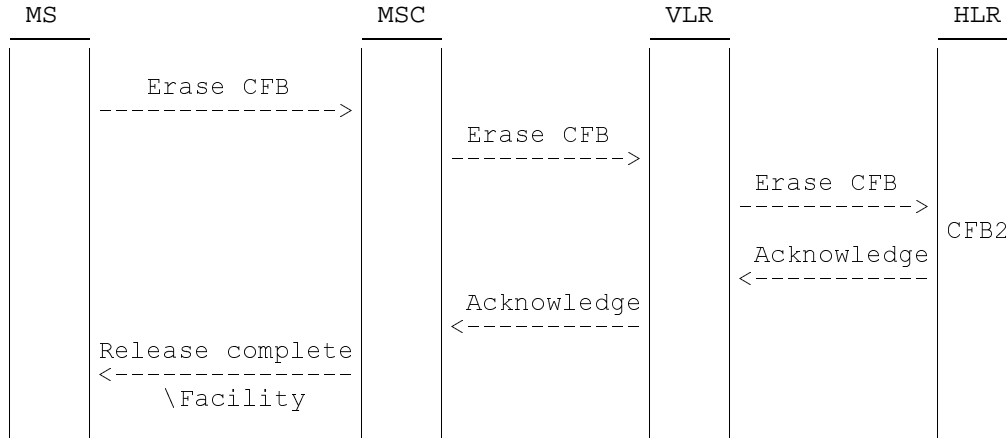 MS MSC VLR HLR
Erase CFB
Erase CFB
Erase CFB
CFB2
Acknowledge
Acknowledge
Release complete
\Facility